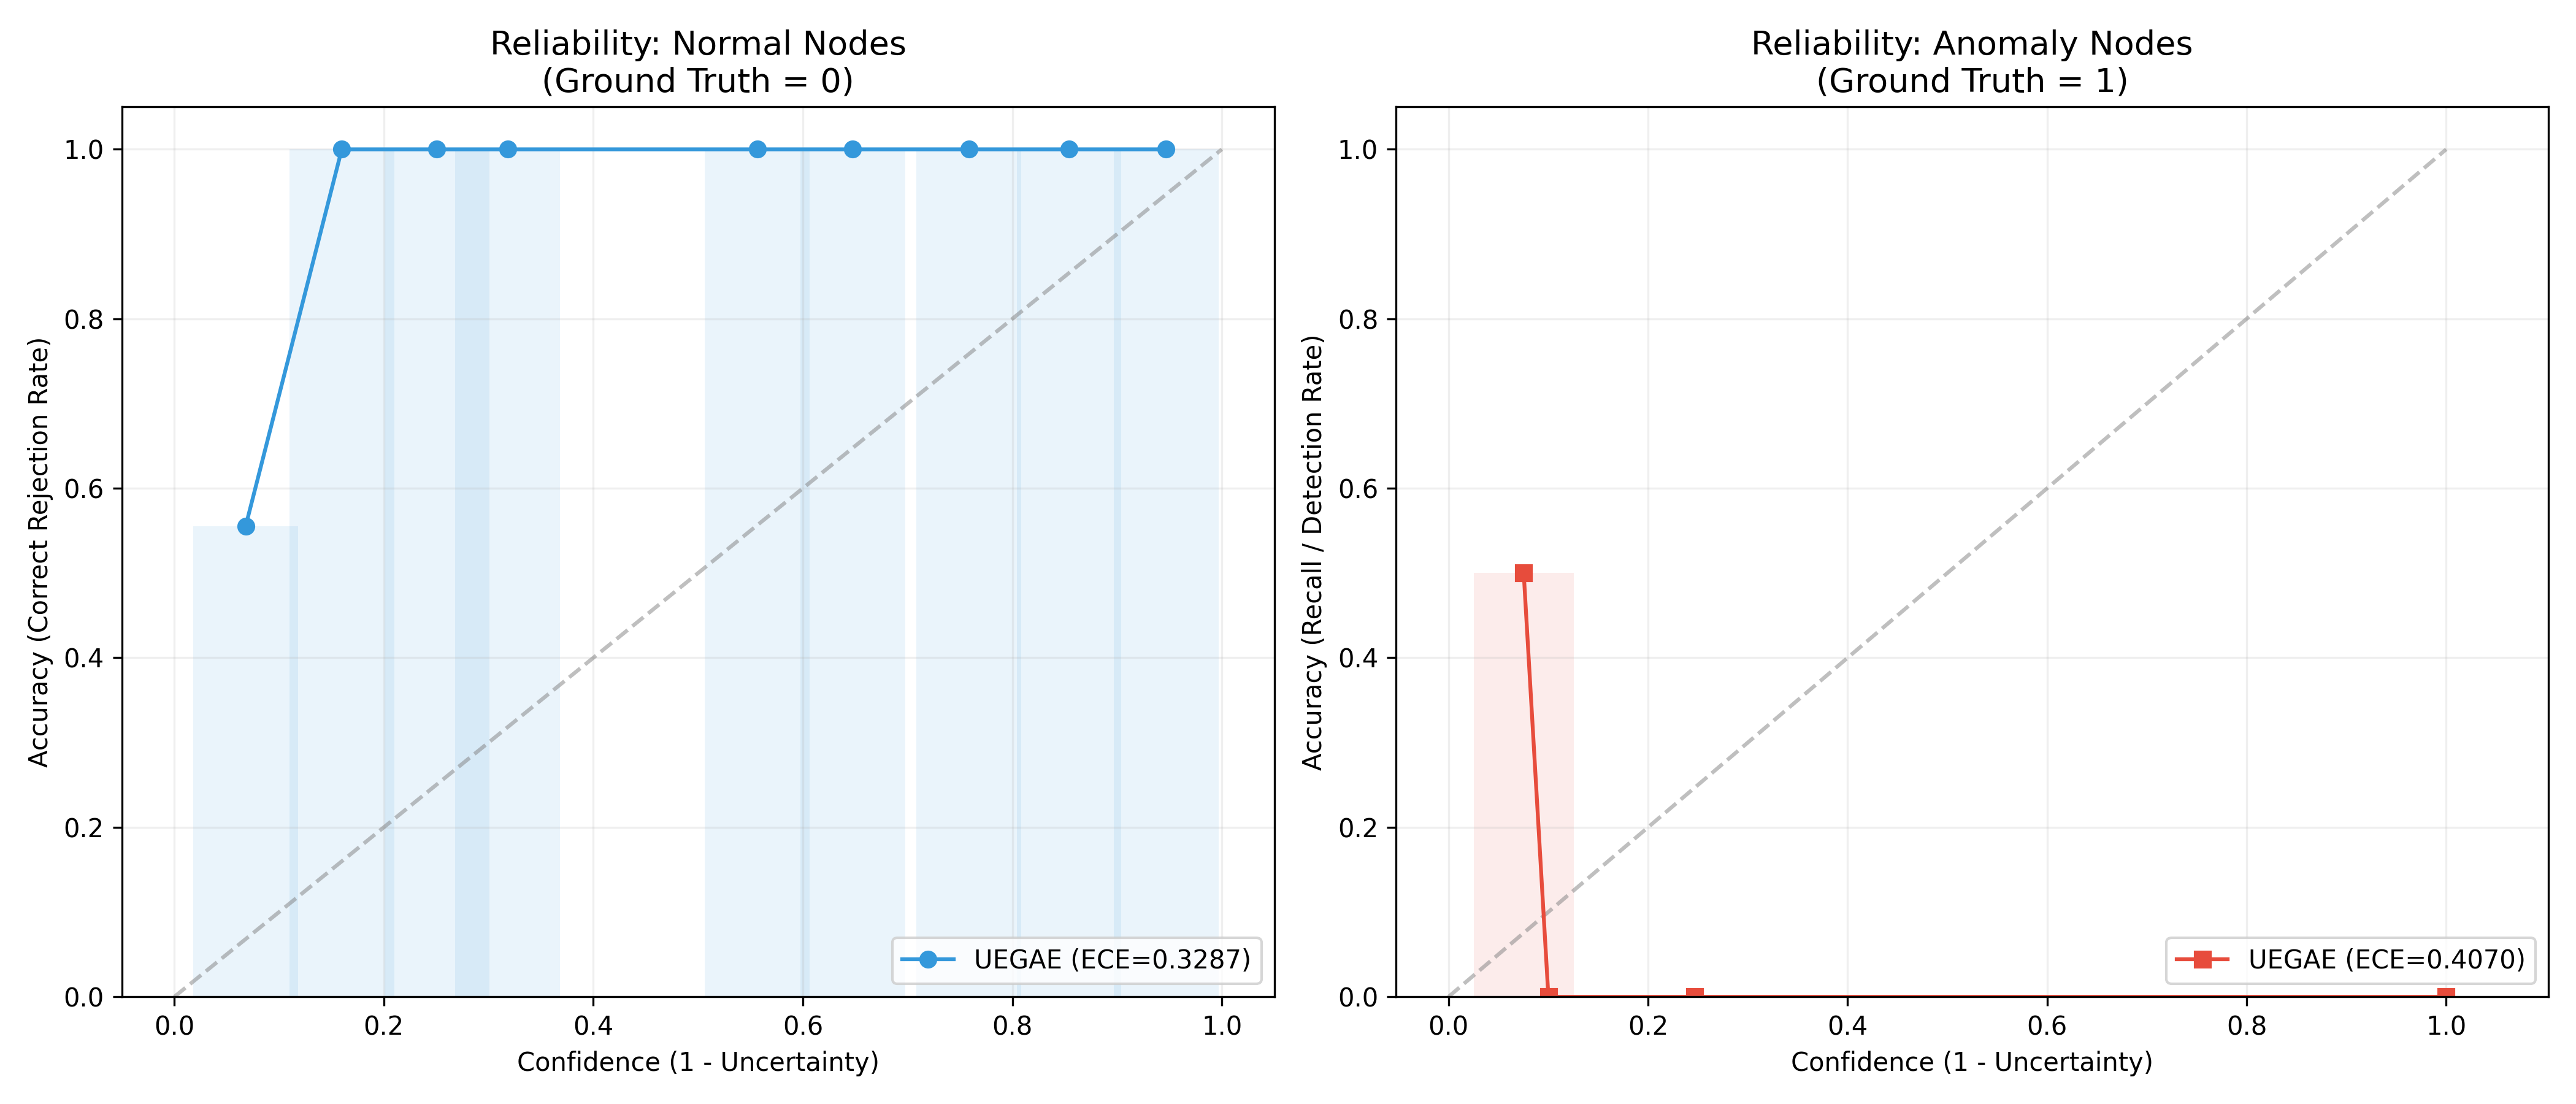 Reliability: Normal Nodes
(Ground Truth = 0)
1.0
0.8
0.6
0.4
0.2
0.0
Accuracy (Correct Rejection Rate)
0.0 0.2 0.4 0.6 0.8 1.0
Confidence (1 - Uncertainty)
UEGAE (ECE=0.3287)
Reliability: Anomaly Nodes
(Ground Truth = 1)
1.0
0.8
0.6
0.4
0.2
0.0
Accuracy (Recall / Detection Rate)
0.0 0.2 0.4 0.6 0.8 1.0
Confidence (1 - Uncertainty)
UEGAE (ECE=0.4070)